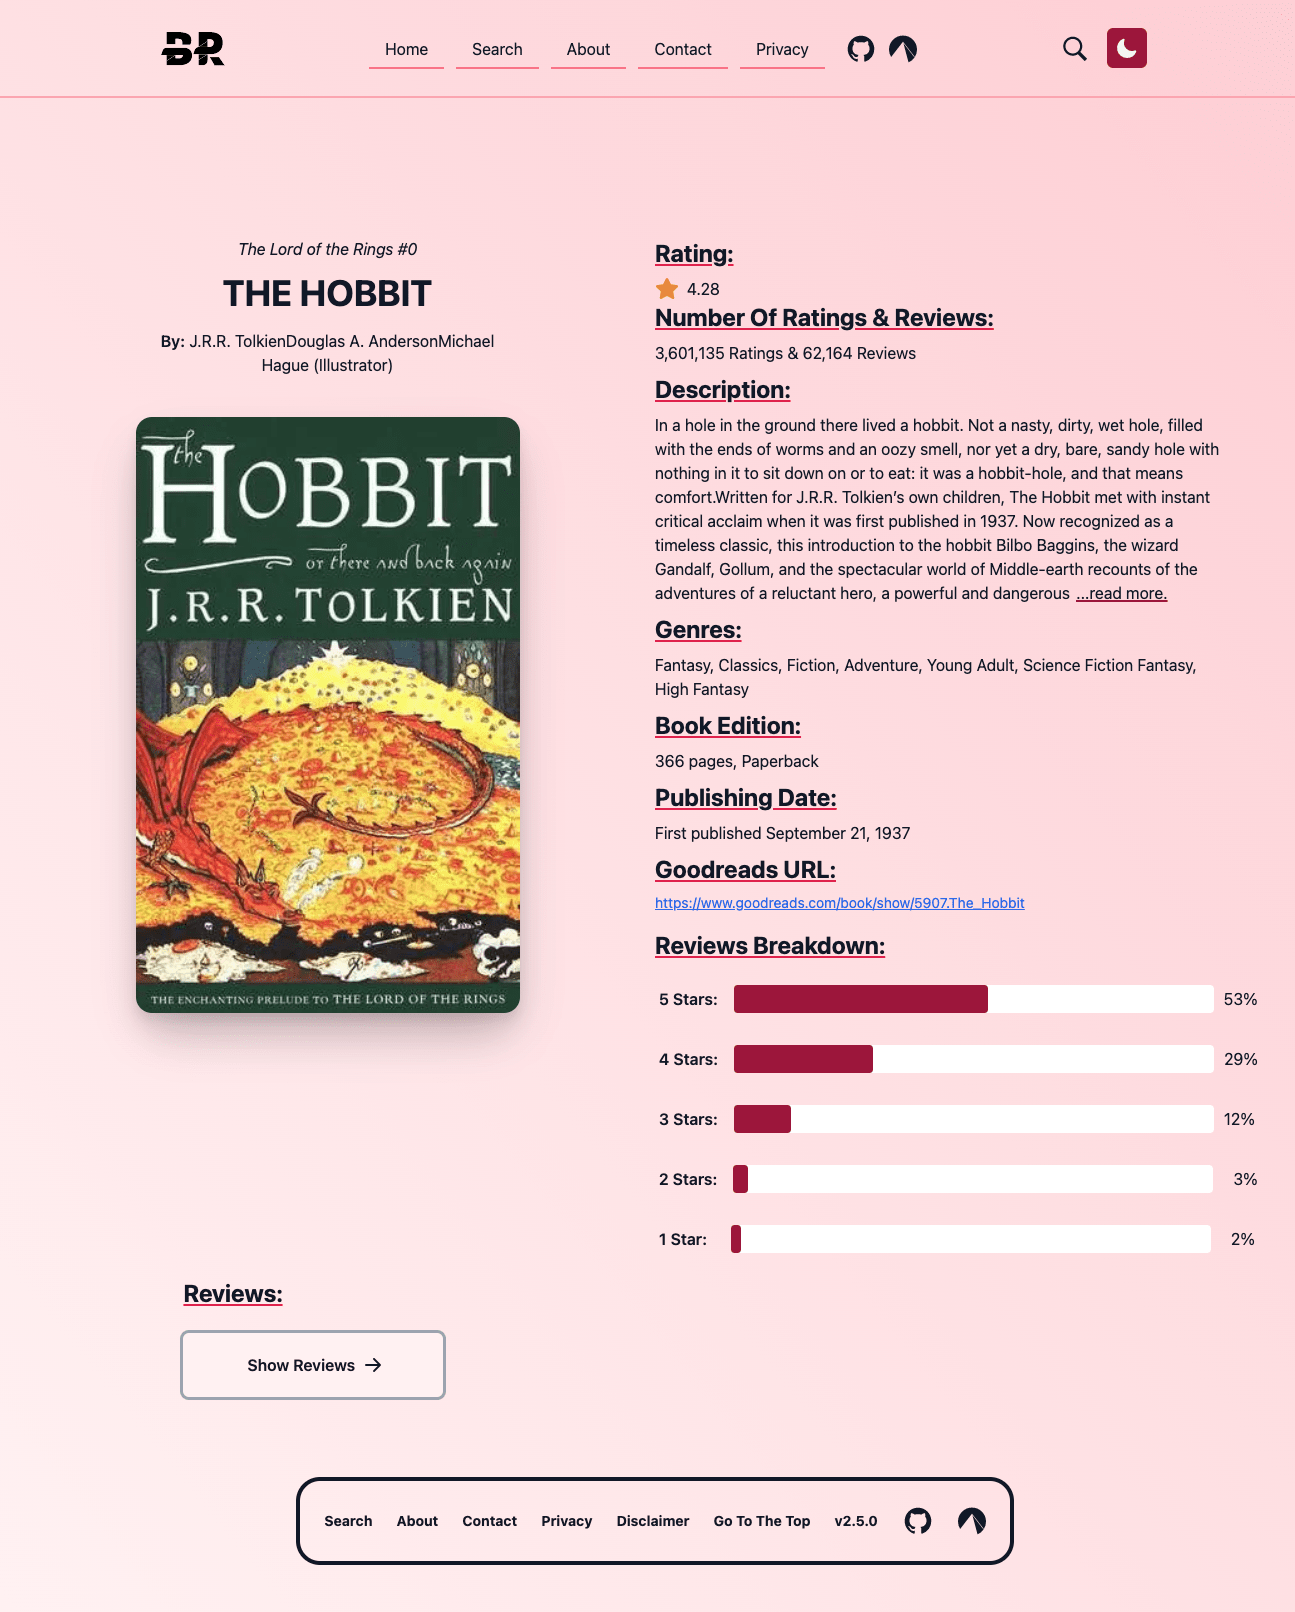 BR
Home
Search
About
Contact
Privacy
The Lord of the Rings #0
THE HOBBIT
By: J.R.R. TolkienDouglas A. AndersonMichael
Hague (Illustrator)
the
HOBBIT
or there and back again
J.R.R. TOLKIEN
THE ENCHANTING PRELUDE TO THE LORD OF THE RINGS
Rating:
4.28
Number Of Ratings & Reviews:
3,601,135 Ratings & 62,164 Reviews
Description:
In a hole in the ground there lived a hobbit. Not a nasty, dirty, wet hole, filled
with the ends of worms and an oozy smell, nor yet a dry, bare, sandy hole with
nothing in it to sit down on or to eat: it was a hobbit-hole, and that means
comfort.Written for J.R.R. Tolkien’s own children, The Hobbit met with instant
critical acclaim when it was first published in 1937. Now recognized as a
timeless classic, this introduction to the hobbit Bilbo Baggins, the wizard
Gandalf, Gollum, and the spectacular world of Middle-earth recounts of the
adventures of a reluctant hero, a powerful and dangerous ...read more.
Genres:
Fantasy, Classics, Fiction, Adventure, Young Adult, Science Fiction Fantasy,
High Fantasy
Book Edition:
366 pages, Paperback
Publishing Date:
First published September 21, 1937
Goodreads URL:
https://www.goodreads.com/book/show/5907.The_Hobbit
Reviews Breakdown:
5 Stars: 53%
4 Stars: 29%
3 Stars: 12%
2 Stars: 3%
1 Star: 2%
Reviews:
Show Reviews
Search
About
Contact
Privacy
Disclaimer
Go To The Top
v2.5.0